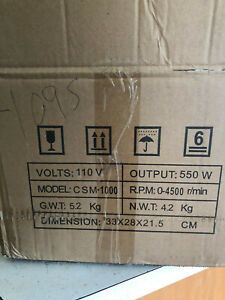 -1095
6
VOLTS: 110 V OUTPUT: 550 W
MODEL: CSM-1000 R.P.M: 0-4500 r/min
G.W.T: 5.2 Kg N.W.T: 4.2 Kg
DIMENSION: 33X28X21.5 CM